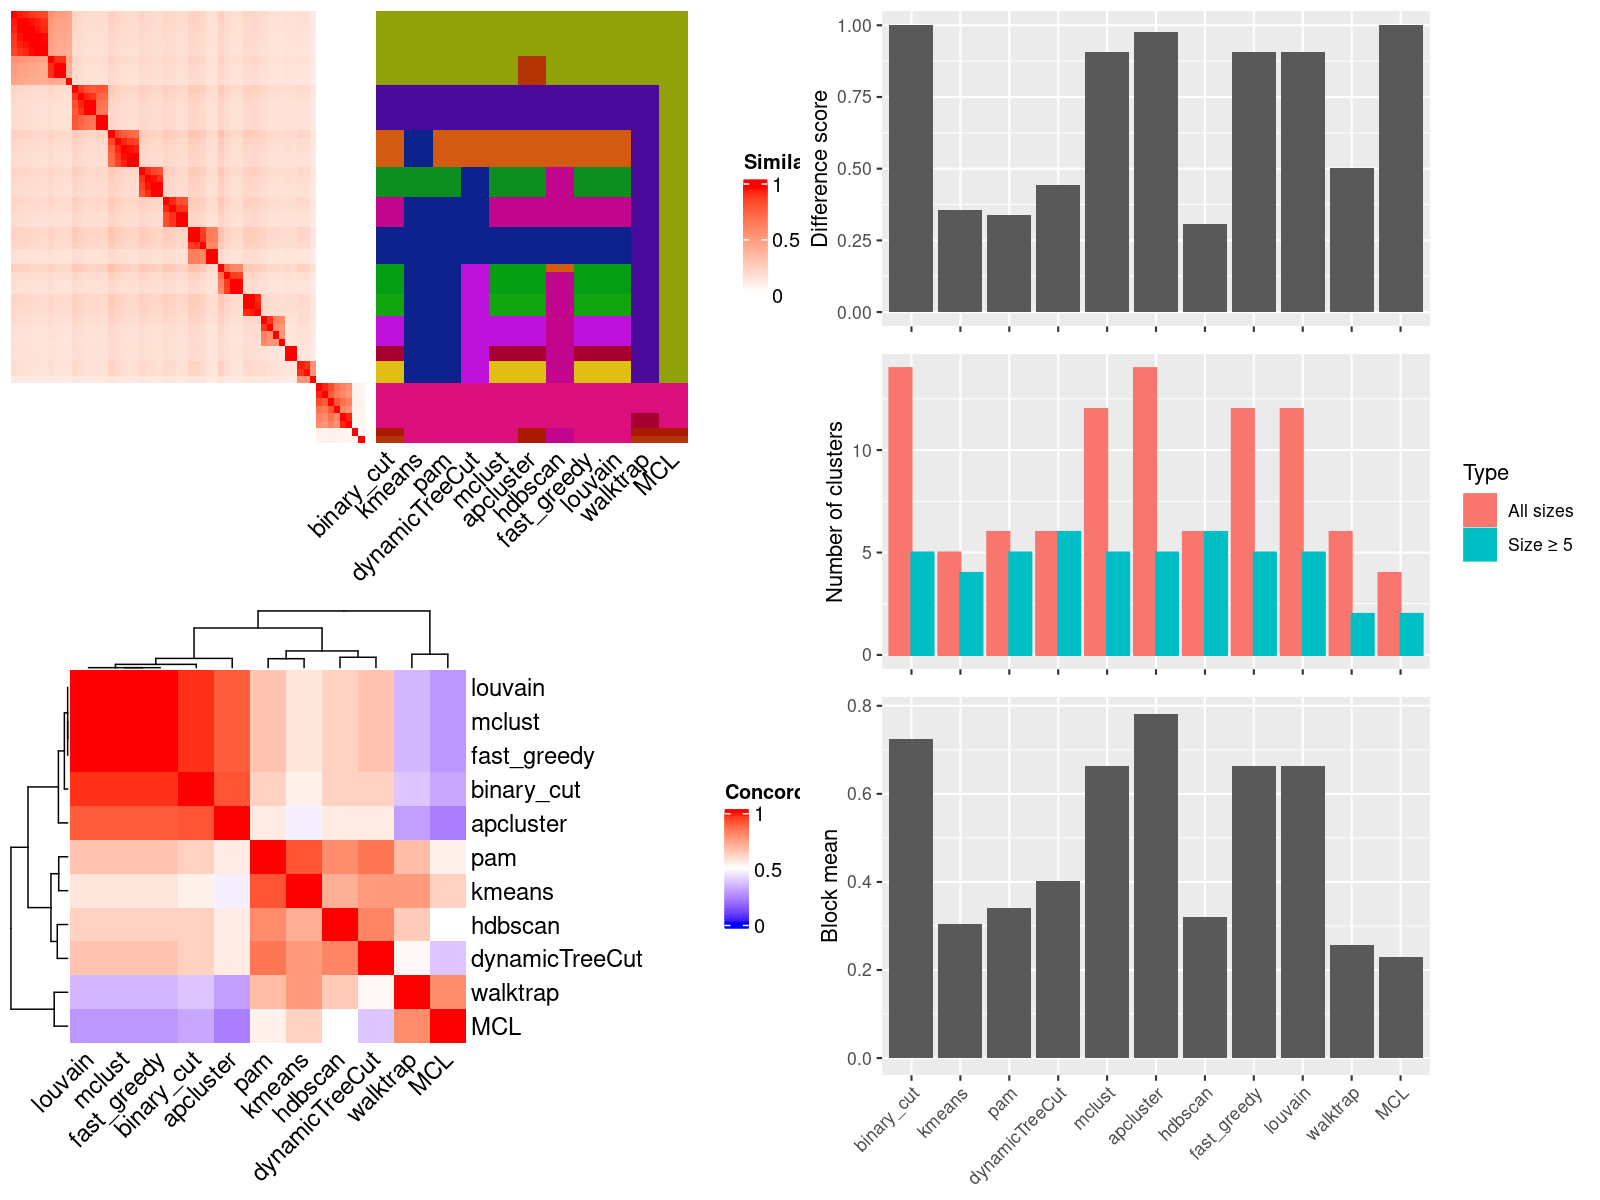 Simila
1
0.5
0
binary_cut
kmeans
pam
dynamicTreeCut
mclust
apcluster
hdbscan
fast_greedy
louvain
walktrap
MCL
Difference score
1.00
0.75
0.50
0.25
0.00
Number of clusters
10
5
0
Type
All sizes
Size ≥ 5
louvain
mclust
fast_greedy
binary_cut
apcluster
pam
kmeans
hdbscan
dynamicTreeCut
walktrap
MCL
louvain
mclust
fast_greedy
binary_cut
apcluster
pam
kmeans
hdbscan
dynamicTreeCut
walktrap
MCL
Concord
1
0.5
0
Block mean
0.8
0.6
0.4
0.2
0.0
binary_cut
kmeans
pam
dynamicTreeCut
mclust
apcluster
hdbscan
fast_greedy
louvain
walktrap
MCL